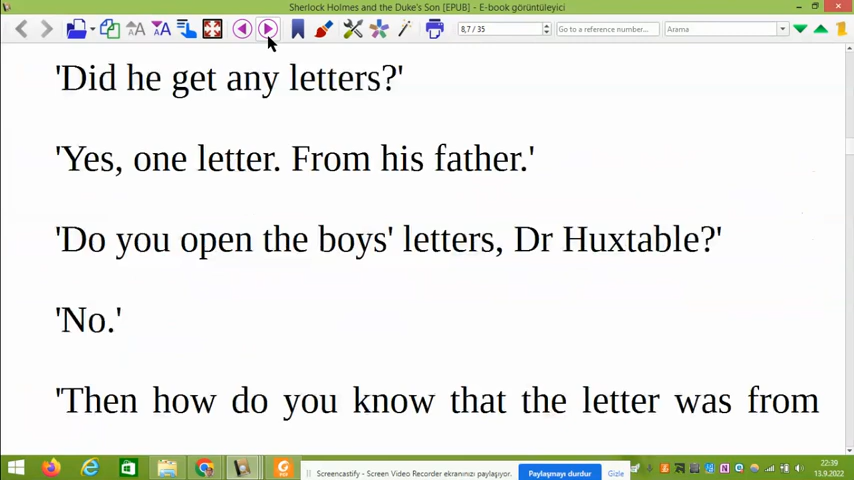 Sherlock Holmes and the Duke's Son [EPUB] - E-book görüntüleyici
8,7 / 35
Go to a reference number...
Arama
'Did he get any letters?'
'Yes, one letter. From his father.'
'Do you open the boys' letters, Dr Huxtable?'
'No.'
'Then how do you know that the letter was from
Screencastify - Screen Video Recorder ekranınızı paylaşıyor.
Paylaşmayı durdur
Gizle
22:39
13.9.2022